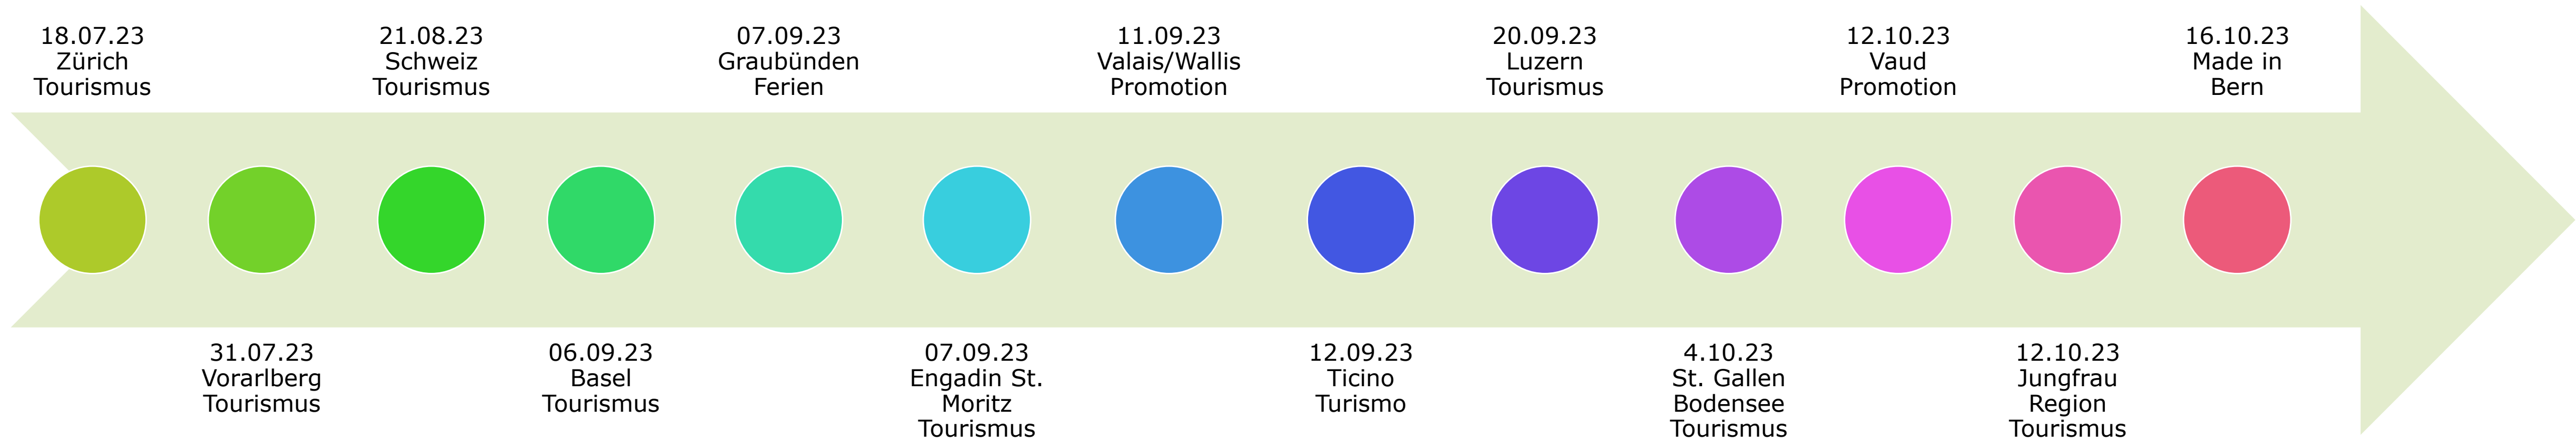 18.07.23
Zürich
Tourismus
31.07.23
Vorarlberg
Tourismus
21.08.23
Schweiz
Tourismus
06.09.23
Basel
Tourismus
07.09.23
Graubünden
Ferien
07.09.23
Engadin St.
Moritz
Tourismus
11.09.23
Valais/Wallis
Promotion
12.09.23
Ticino
Turismo
20.09.23
Luzern
Tourismus
4.10.23
St. Gallen
Bodensee
Tourismus
12.10.23
Vaud
Promotion
12.10.23
Jungfrau
Region
Tourismus
16.10.23
Made in
Bern